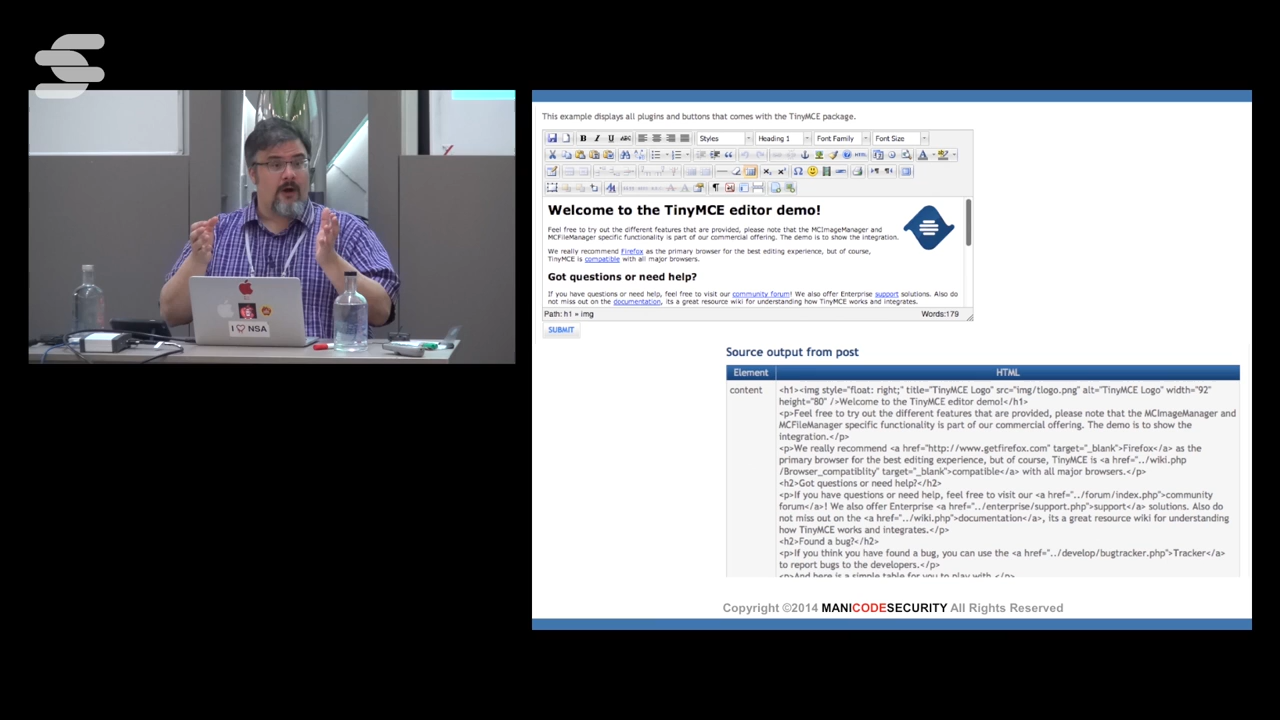 I NSA
This example displays all plugins and buttons that comes with the TinyMCE package.
B I U ABC Styles Heading 1 Font Family Font Size
HTML
Welcome to the TinyMCE editor demo!
Feel free to try out the different features that are provided, please note that the MCImageManager and
MCFileManager specific functionality is part of our commercial offering. The demo is to show the integration.
We really recommend Firefox as the primary browser for the best editing experience, but of course,
TinyMCE is compatible with all major browsers.
Got questions or need help?
If you have questions or need help, feel free to visit our community forum! We also offer Enterprise support solutions. Also do
not miss out on the documentation, its a great resource wiki for understanding how TinyMCE works and integrates.
Path: h1 » img Words:179
SUBMIT
Source output from post
Element HTML
content <h1><img style="float: right;" title="TinyMCE Logo" src="img/tlogo.png" alt="TinyMCE Logo" width="92"
height="80" />Welcome to the TinyMCE editor demo!</h1>
<p>Feel free to try out the different features that are provided, please note that the MCImageManager and
MCFileManager specific functionality is part of our commercial offering. The demo is to show the
integration.</p>
<p>We really recommend <a href="http://www.getfirefox.com" target="_blank">Firefox</a> as the
primary browser for the best editing experience, but of course, TinyMCE is <a href="../wiki.php
/Browser_compatiblity" target="_blank">compatible</a> with all major browsers.</p>
<h2>Got questions or need help?</h2>
<p>If you have questions or need help, feel free to visit our <a href="../forum/index.php">community
forum</a>! We also offer Enterprise <a href="../enterprise/support.php">support</a> solutions. Also do
not miss out on the <a href="../wiki.php">documentation</a>, its a great resource wiki for understanding
how TinyMCE works and integrates.</p>
<h2>Found a bug?</h2>
<p>If you think you have found a bug, you can use the <a href="../develop/bugtracker.php">Tracker</a>
to report bugs to the developers.</p>
<p>And here is a simple table for you to play with.</p>
Copyright ©2014 MANICODESECURITY All Rights Reserved